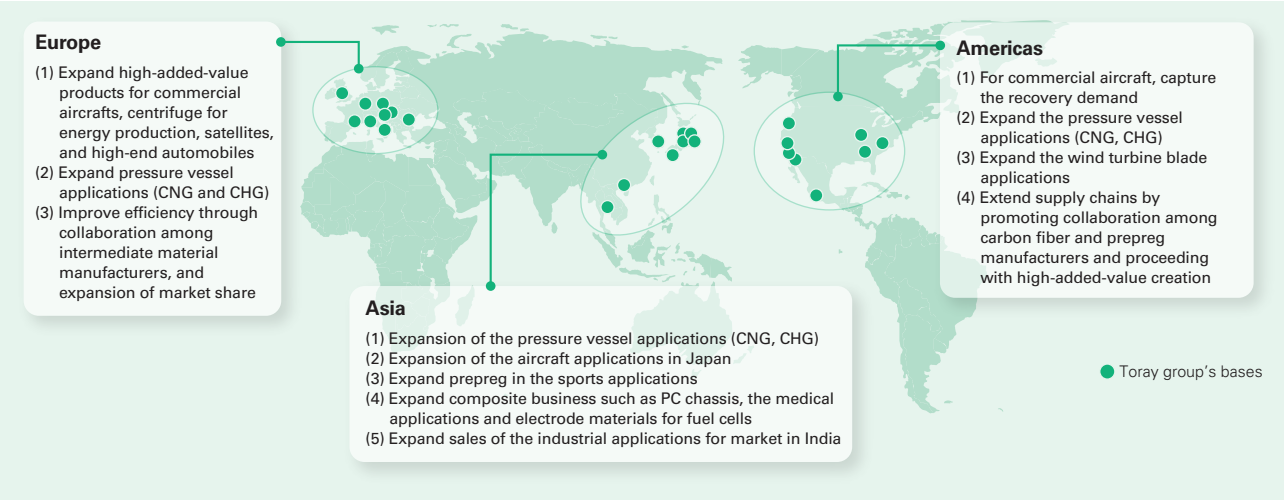 Europe
(1) Expand high-added-value
products for commercial
aircrafts, centrifuge for
energy production, satellites,
and high-end automobiles
(2) Expand pressure vessel
applications (CNG and CHG)
(3) Improve efficiency through
collaboration among
intermediate material
manufacturers, and
expansion of market share
Asia
(1) Expansion of the pressure vessel applications (CNG, CHG)
(2) Expansion of the aircraft applications in Japan
(3) Expand prepreg in the sports applications
(4) Expand composite business such as PC chassis, the medical
applications and electrode materials for fuel cells
(5) Expand sales of the industrial applications for market in India
Americas
(1) For commercial aircraft, capture
the recovery demand
(2) Expand the pressure vessel
applications (CNG, CHG)
(3) Expand the wind turbine blade
applications
(4) Extend supply chains by
promoting collaboration among
carbon fiber and prepreg
manufacturers and proceeding
with high-added-value creation
Toray group's bases